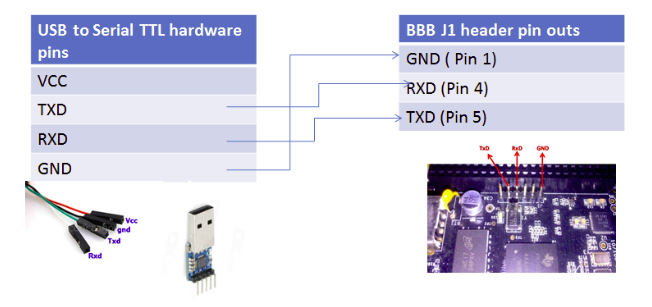 USB to Serial TTL hardware
pins
VCC
TXD
RXD
GND
BBB J1 header pin outs
GND ( Pin 1)
RXD (Pin 4)
TXD (Pin 5)
Vcc
gnd
Txd
Rxd
TxD RxD GND